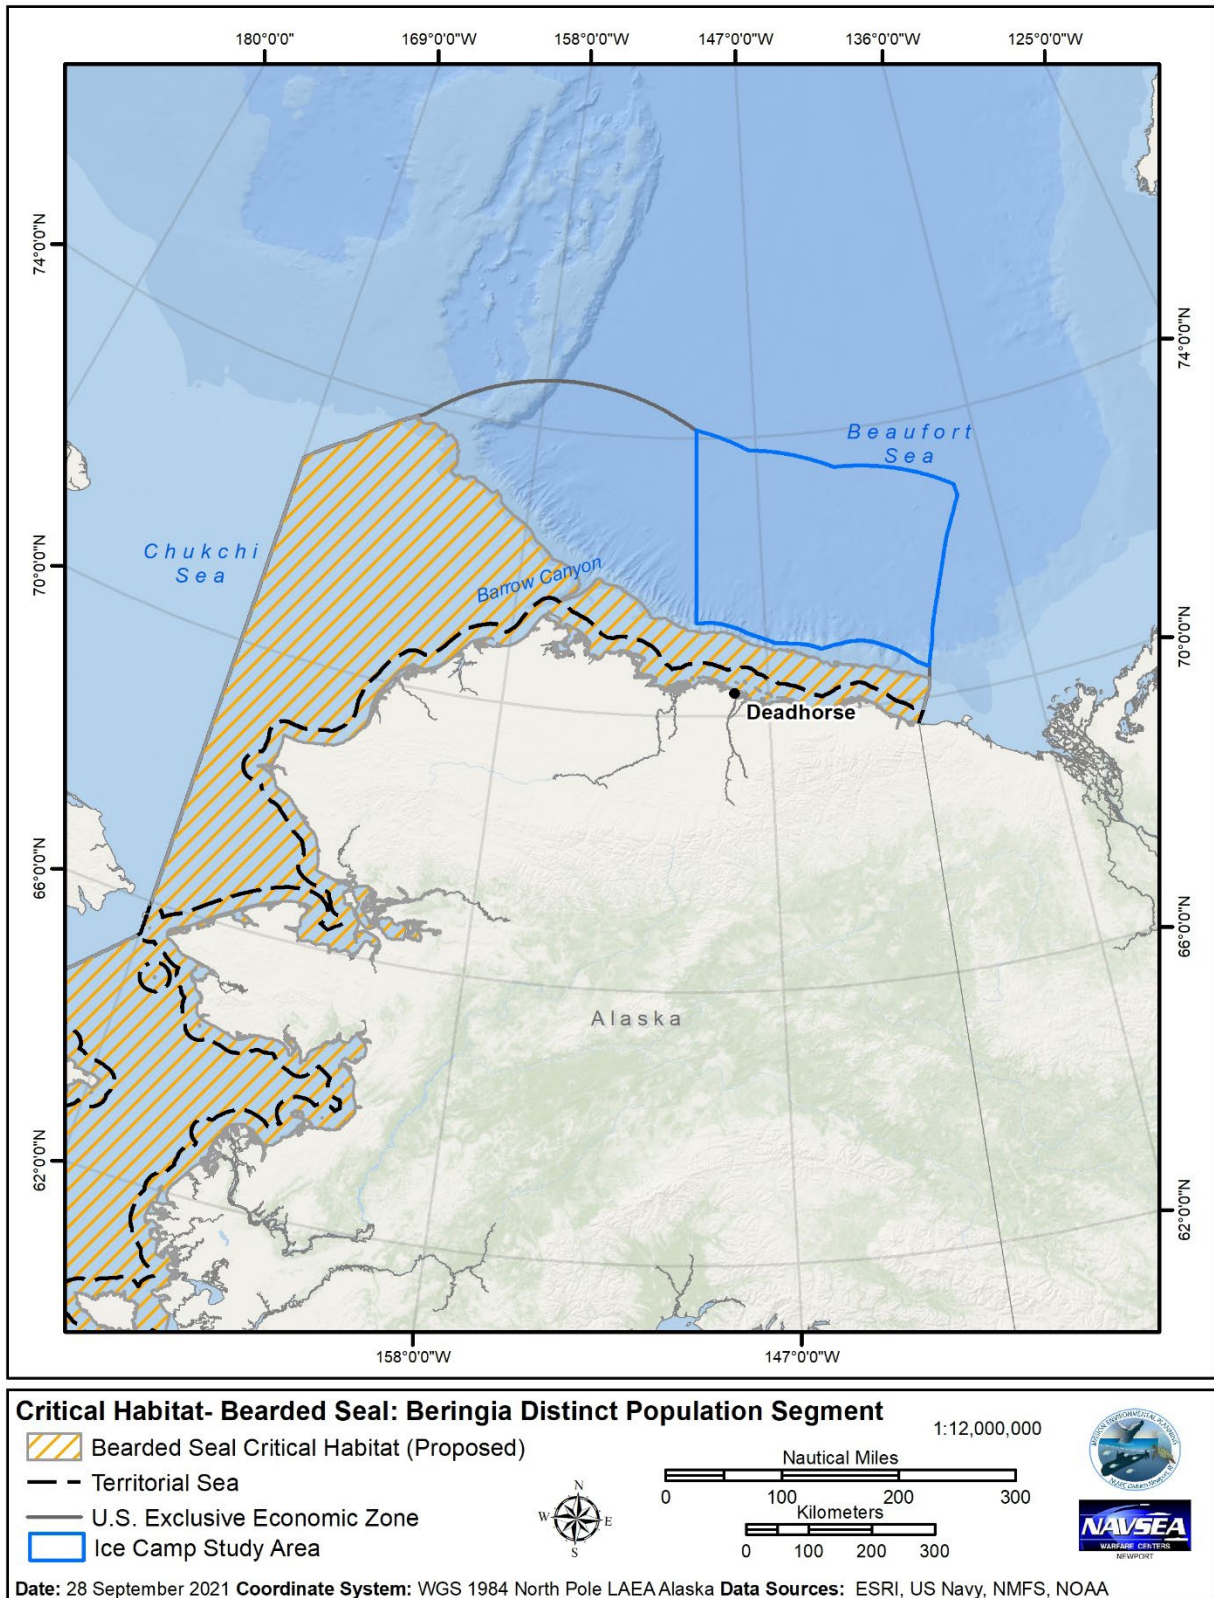 180°0'0" 169°0'0"W 158°0'0"W 147°0'0"W 136°0'0"W 125°0'0"W
74°0'0"N
74°0'0"N
Beaufort
Sea
Chukchi
Sea
Barrow Canyon
70°0'0"N
70°0'0"N
Deadhorse
66°0'0"N
66°0'0"N
Alaska
62°0'0"N
62°0'0"N
158°0'0"W 147°0'0"W
Critical Habitat- Bearded Seal: Beringia Distinct Population Segment
Bearded Seal Critical Habitat (Proposed)
Territorial Sea
U.S. Exclusive Economic Zone
Ice Camp Study Area
N
W E
S
1:12,000,000
Nautical Miles
0 100 200 300
Kilometers
0 100 200 300
MISSION ENVIRONMENTAL PLANNING
NAVSEA
WARFARE CENTERS
NEWPORT
Date: 28 September 2021 Coordinate System: WGS 1984 North Pole LAEA Alaska Data Sources: ESRI, US Navy, NMFS, NOAA